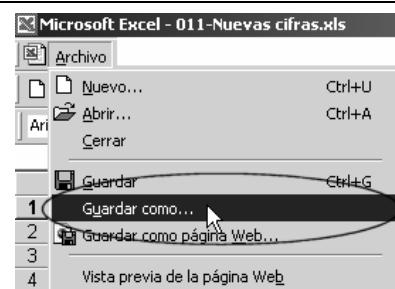 Microsoft Excel - 011-Nuevas cifras.xls
Archivo
Nuevo... Ctrl+U
Abrir... Ctrl+A
Ari
Cerrar
Guardar Ctrl+G
1 Guardar como...
2 Guardar como página Web...
3
4 Vista previa de la página Web